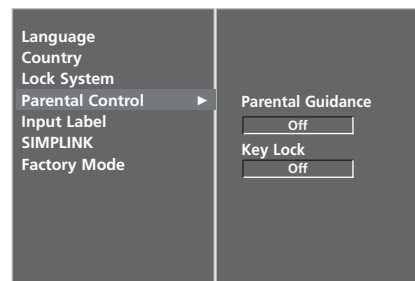 Language
Country
Lock System
Parental Control ►
Input Label
SIMPLINK
Factory Mode
Parental Guidance
Off
Key Lock
Off